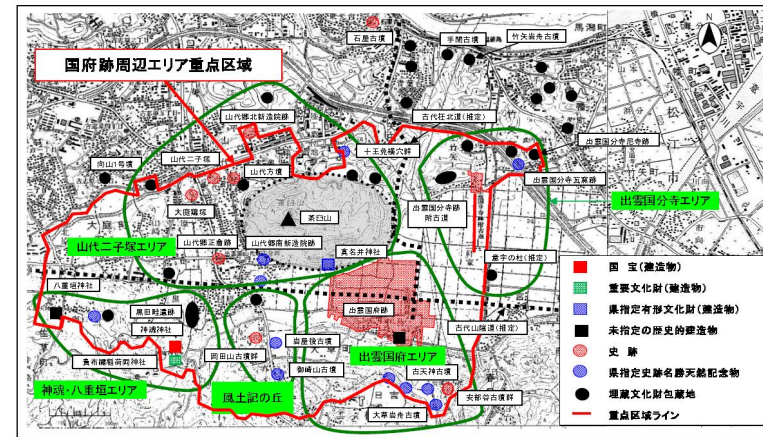 国府跡周辺エリア重点区域
石屋古墳
手間古墳
竹矢岩舟古墳
馬潟町
N
山代郷北新造院跡
古代枉北道(推定)
出雲国分寺尼寺跡
向山1号墳
山代二子塚
山代方墳
十王免横穴群
出雲国分寺瓦窯跡
大庭鶏塚
茶臼山
出雲国分寺跡
附古道
出雲国分寺エリア
山代二子塚エリア
山代郷正倉跡
山代郷南新造院跡
真名井神社
意宇の杜(推定)
八重垣神社
黒田畦遺跡
神魂神社
出雲国府跡
古代山陰道(推定)
岡田山古墳群
岩屋後古墳
出雲国府エリア
御崎山古墳
古天神古墳
神魂・八重垣エリア
風土記の丘
大草岩舟古墳
安部谷古墳群
大庭町
日吉
国 宝(建造物)
重要文化財(建造物)
県指定有形文化財(建造物)
未指定の歴史的建造物
史 跡
県指定史跡名勝天然記念物
埋蔵文化財包蔵地
重点区域ライン